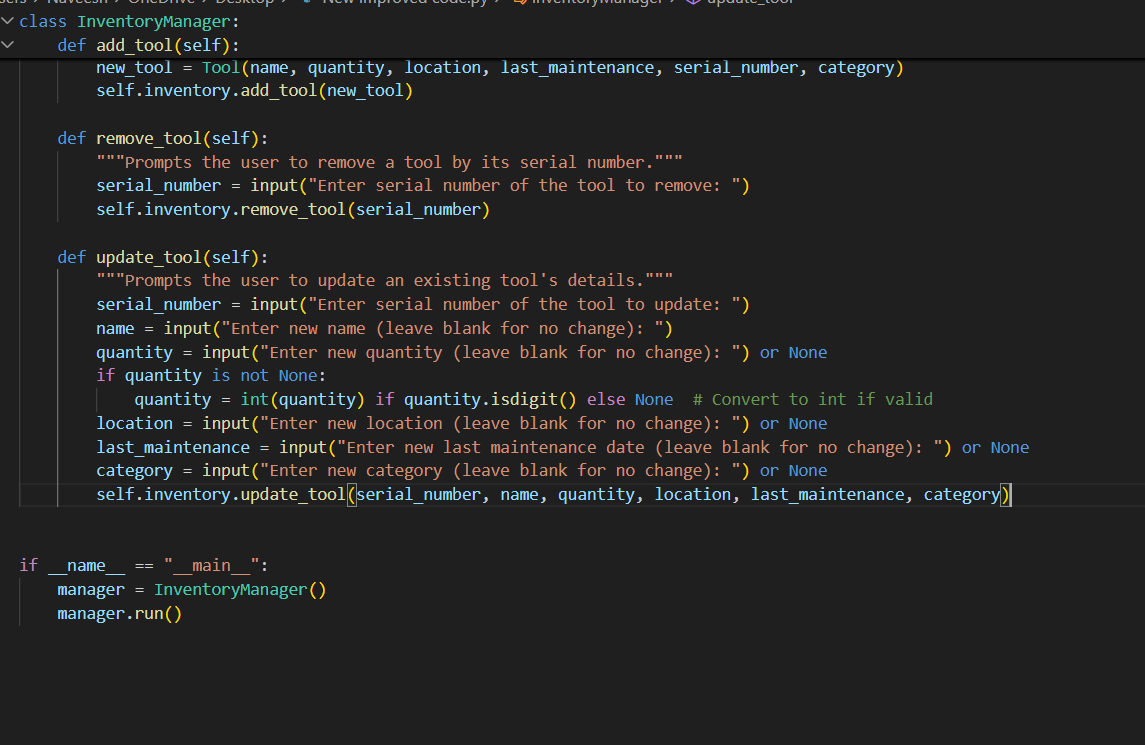 Naveesh > OneDrive > Desktop > New improved code.py > InventoryManager > update_tool
class InventoryManager:
    def add_tool(self):
        new_tool = Tool(name, quantity, location, last_maintenance, serial_number, category)
        self.inventory.add_tool(new_tool)
    def remove_tool(self):
        """Prompts the user to remove a tool by its serial number."""
        serial_number = input("Enter serial number of the tool to remove: ")
        self.inventory.remove_tool(serial_number)
    def update_tool(self):
        """Prompts the user to update an existing tool's details."""
        serial_number = input("Enter serial number of the tool to update: ")
        name = input("Enter new name (leave blank for no change): ")
        quantity = input("Enter new quantity (leave blank for no change): ") or None
        if quantity is not None:
            quantity = int(quantity) if quantity.isdigit() else None  # Convert to int if valid
        location = input("Enter new location (leave blank for no change): ") or None
        last_maintenance = input("Enter new last maintenance date (leave blank for no change): ") or None
        category = input("Enter new category (leave blank for no change): ") or None
        self.inventory.update_tool(serial_number, name, quantity, location, last_maintenance, category)
if __name__ == "__main__":
    manager = InventoryManager()
    manager.run()